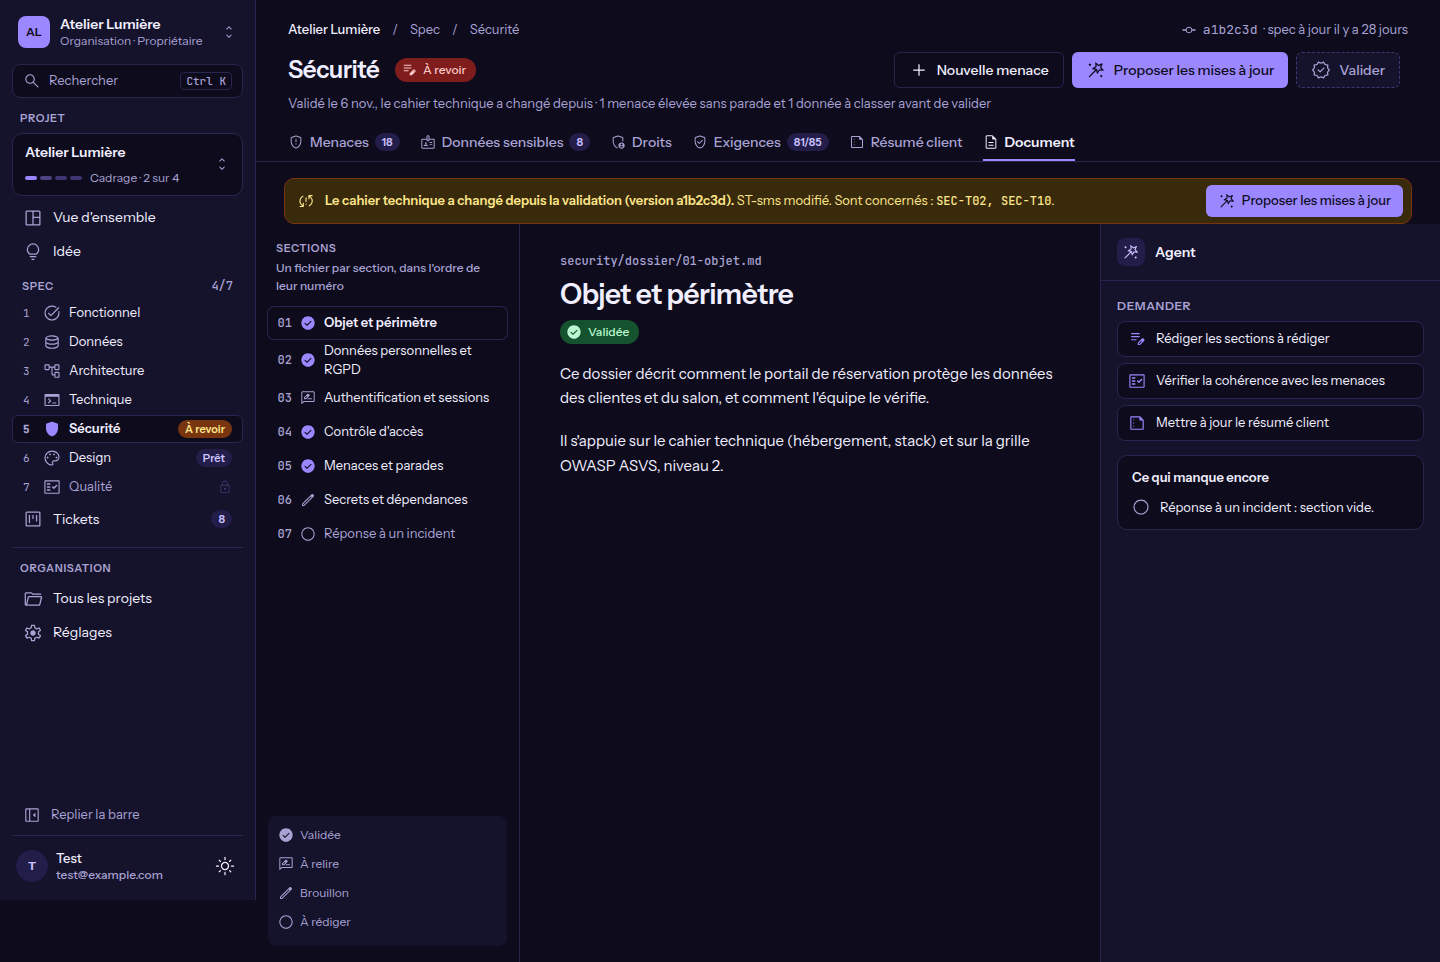 AL
Atelier Lumière
Organisation · Propriétaire
Rechercher
Ctrl K
PROJET
Atelier Lumière
Cadrage · 2 sur 4
Vue d'ensemble
Idée
SPEC 4/7
1 Fonctionnel
2 Données
3 Architecture
4 Technique
5 Sécurité À revoir
6 Design Prêt
7 Qualité
Tickets 8
ORGANISATION
Tous les projets
Réglages
Replier la barre
T
Test
test@example.com
Atelier Lumière / Spec / Sécurité
a1b2c3d · spec à jour il y a 28 jours
Sécurité
À revoir
Nouvelle menace
Proposer les mises à jour
Valider
Validé le 6 nov., le cahier technique a changé depuis · 1 menace élevée sans parade et 1 donnée à classer avant de valider
Menaces 18
Données sensibles 8
Droits
Exigences 81/85
Résumé client
Document
Le cahier technique a changé depuis la validation (version a1b2c3d). ST-sms modifié. Sont concernés : SEC-T02, SEC-T10.
Proposer les mises à jour
SECTIONS
Un fichier par section, dans l'ordre de
leur numéro
01 Objet et périmètre
02 Données personnelles et
RGPD
03 Authentification et sessions
04 Contrôle d'accès
05 Menaces et parades
06 Secrets et dépendances
07 Réponse à un incident
Validée
À relire
Brouillon
À rédiger
security/dossier/01-objet.md
Objet et périmètre
Validée
Ce dossier décrit comment le portail de réservation protège les données
des clientes et du salon, et comment l'équipe le vérifie.
Il s'appuie sur le cahier technique (hébergement, stack) et sur la grille
OWASP ASVS, niveau 2.
Agent
DEMANDER
Rédiger les sections à rédiger
Vérifier la cohérence avec les menaces
Mettre à jour le résumé client
Ce qui manque encore
Réponse à un incident : section vide.